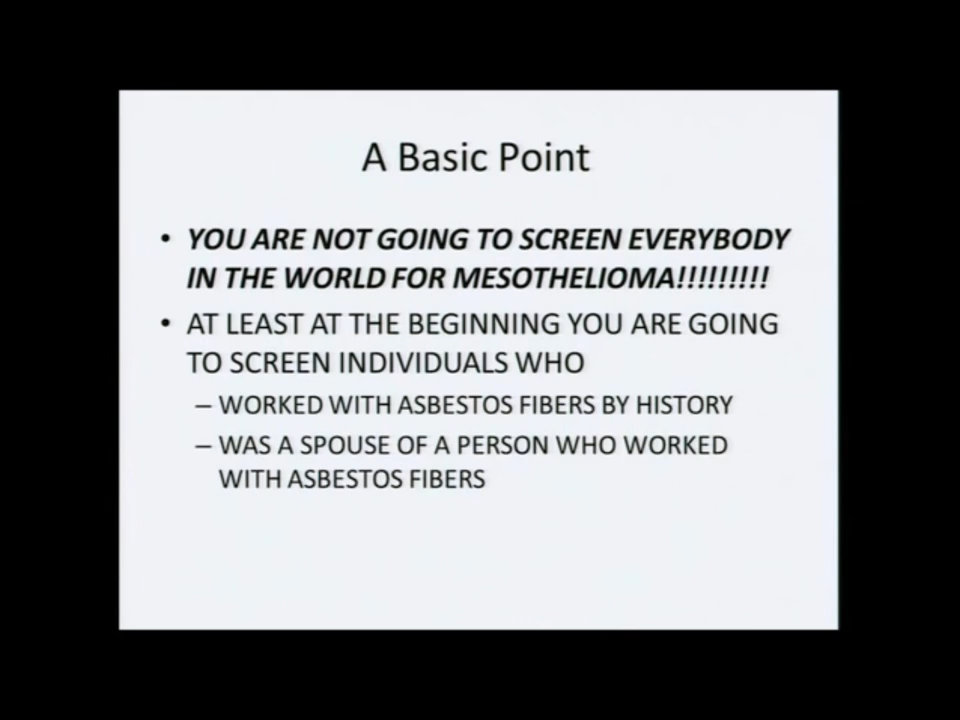 A Basic Point
• YOU ARE NOT GOING TO SCREEN EVERYBODY
IN THE WORLD FOR MESOTHELIOMA!!!!!!!!!
• AT LEAST AT THE BEGINNING YOU ARE GOING
TO SCREEN INDIVIDUALS WHO
– WORKED WITH ASBESTOS FIBERS BY HISTORY
– WAS A SPOUSE OF A PERSON WHO WORKED
WITH ASBESTOS FIBERS